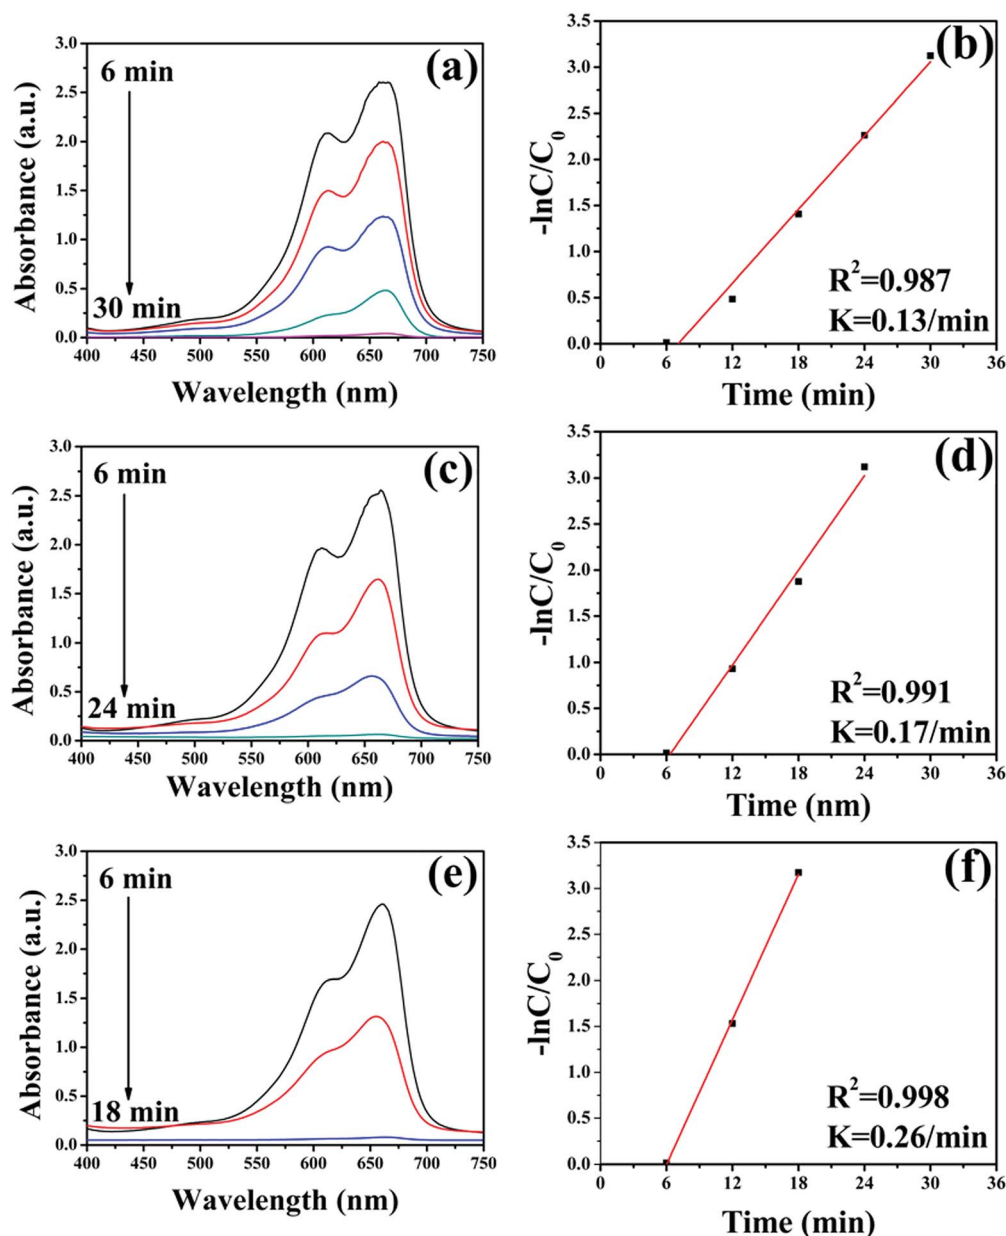 (a)
6 min
30 min
3.0
2.5
2.0
1.5
1.0
0.5
0.0
400 450 500 550 600 650 700 750
Absorbance (a.u.)
Wavelength (nm)
(b)
3.5
3.0
2.5
2.0
1.5
1.0
0.5
0.0
0 6 12 18 24 30 36
-lnC/C₀
R²=0.987
K=0.13/min
Time (min)
(c)
6 min
24 min
3.0
2.5
2.0
1.5
1.0
0.5
0.0
400 450 500 550 600 650 700 750
Absorbance (a.u.)
Wavelength (nm)
(d)
3.5
3.0
2.5
2.0
1.5
1.0
0.5
0.0
0 6 12 18 24 30 36
-lnC/C₀
R²=0.991
K=0.17/min
Time (nm)
(e)
6 min
18 min
3.0
2.5
2.0
1.5
1.0
0.5
0.0
400 450 500 550 600 650 700 750
Absorbance (a.u.)
Wavelength (nm)
(f)
3.5
3.0
2.5
2.0
1.5
1.0
0.5
0.0
0 6 12 18 24 30 36
-lnC/C₀
R²=0.998
K=0.26/min
Time (min)